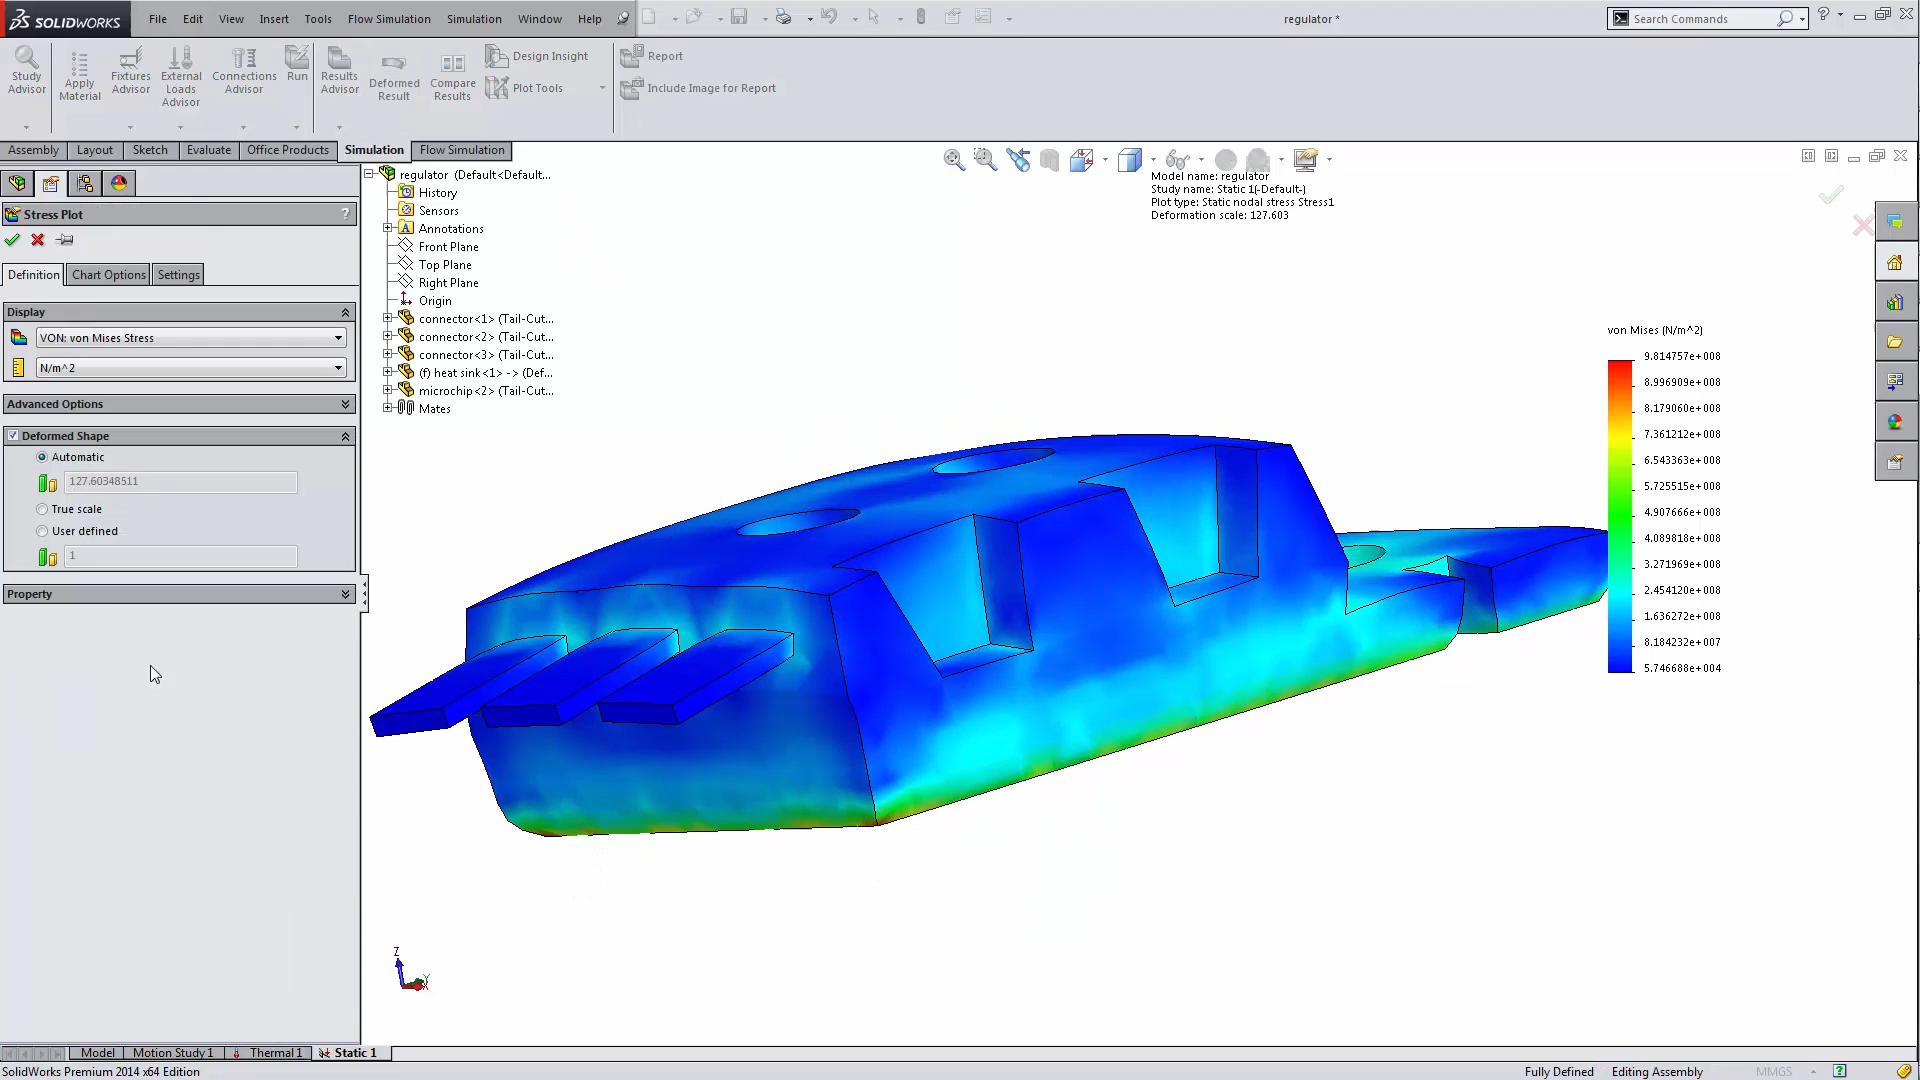 SOLIDWORKS File Edit View Insert Tools Flow Simulation Simulation Window Help regulator * Search Commands
Study Advisor
Apply Material
Fixtures Advisor
External Loads Advisor
Connections Advisor
Run
Results Advisor
Deformed Result
Compare Results
Design Insight
Plot Tools
Report
Include Image for Report
Assembly Layout Sketch Evaluate Office Products Simulation Flow Simulation
Stress Plot ?
Definition Chart Options Settings
Display
VON: von Mises Stress
N/m^2
Advanced Options
Deformed Shape
Automatic
127.60348511
True scale
User defined
1
Property
regulator (Default<Default...
History
Sensors
Annotations
Front Plane
Top Plane
Right Plane
Origin
connector<1> (Tail-Cut...
connector<2> (Tail-Cut...
connector<3> (Tail-Cut...
(f) heat sink<1> -> (Def...
microchip<2> (Tail-Cut...
Mates
Model name: regulator
Study name: Static 1(-Default-)
Plot type: Static nodal stress Stress1
Deformation scale: 127.603
von Mises (N/m^2)
9.814757e+008
8.996909e+008
8.179060e+008
7.361212e+008
6.543363e+008
5.725515e+008
4.907666e+008
4.089818e+008
3.271969e+008
2.454120e+008
1.636272e+008
8.184232e+007
5.746688e+004
Z
Y
X
Model Motion Study 1 Thermal 1 Static 1
SolidWorks Premium 2014 x64 Edition Fully Defined Editing Assembly MMGS